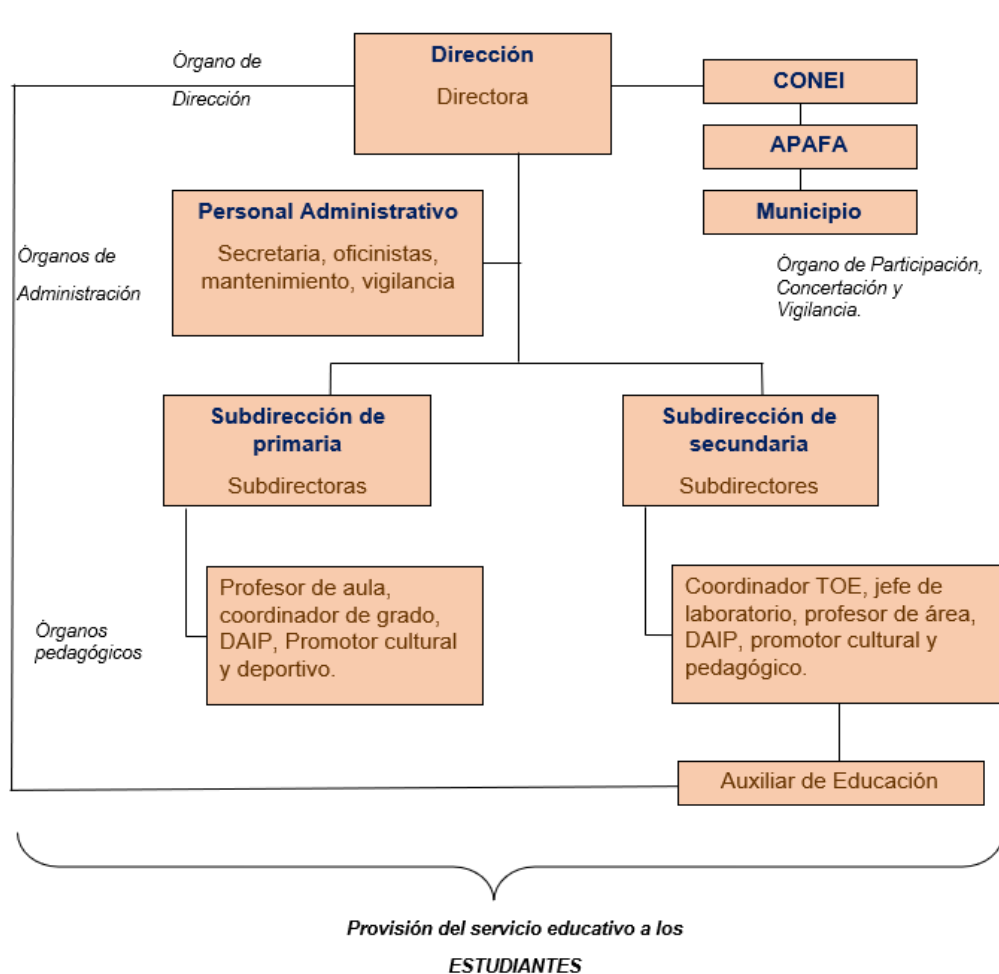 Órgano de
Dirección
Dirección
Directora
CONEI
APAFA
Municipio
Órgano de Participación,
Concertación y
Vigilancia.
Órganos de
Administración
Personal Administrativo
Secretaria, oficinistas,
mantenimiento, vigilancia
Subdirección de
primaria
Subdirectoras
Subdirección de
secundaria
Subdirectores
Órganos
pedagógicos
Profesor de aula,
coordinador de grado,
DAIP, Promotor cultural
y deportivo.
Coordinador TOE, jefe de
laboratorio, profesor de área,
DAIP, promotor cultural y
pedagógico.
Auxiliar de Educación
Provisión del servicio educativo a los
ESTUDIANTES